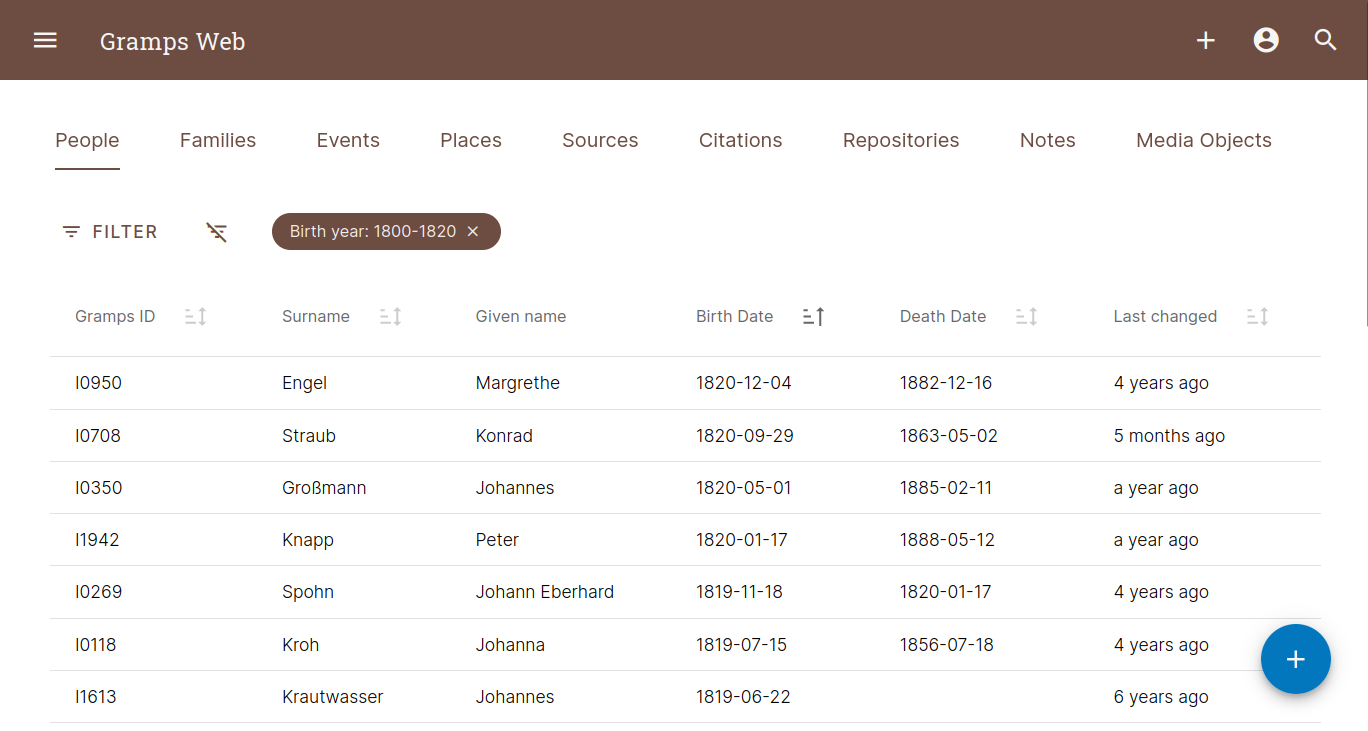 Gramps Web
People Families Events Places Sources Citations Repositories Notes Media Objects
FILTER Birth year: 1800-1820
Gramps ID Surname Given name Birth Date Death Date Last changed
I0950 Engel Margrethe 1820-12-04 1882-12-16 4 years ago
I0708 Straub Konrad 1820-09-29 1863-05-02 5 months ago
I0350 Großmann Johannes 1820-05-01 1885-02-11 a year ago
I1942 Knapp Peter 1820-01-17 1888-05-12 a year ago
I0269 Spohn Johann Eberhard 1819-11-18 1820-01-17 4 years ago
I0118 Kroh Johanna 1819-07-15 1856-07-18 4 years ago
I1613 Krautwasser Johannes 1819-06-22 6 years ago